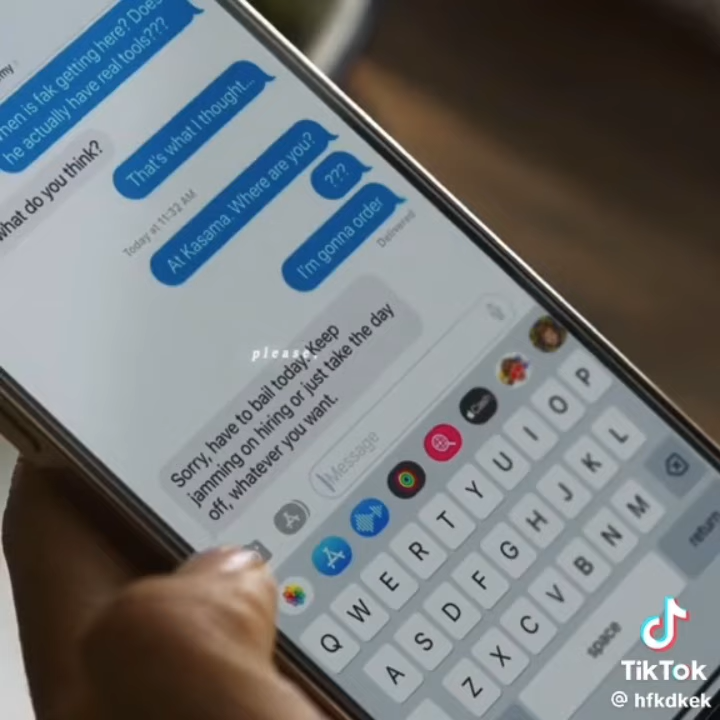 my
hen is fak getting here? Does
he actually have real tools???
what do you think?
That's what I thought...
Today at 11:32 AM
At Kasama. Where are you?
???
I'm gonna order
Delivered
Sorry, have to bail today. Keep
jamming on hiring or just take the day
off, whatever you want.
please.
Message
Q W E R T Y U I O P
A S D F G H J K L
Z X C V B N M
space
return
TikTok
@ hfkdkek